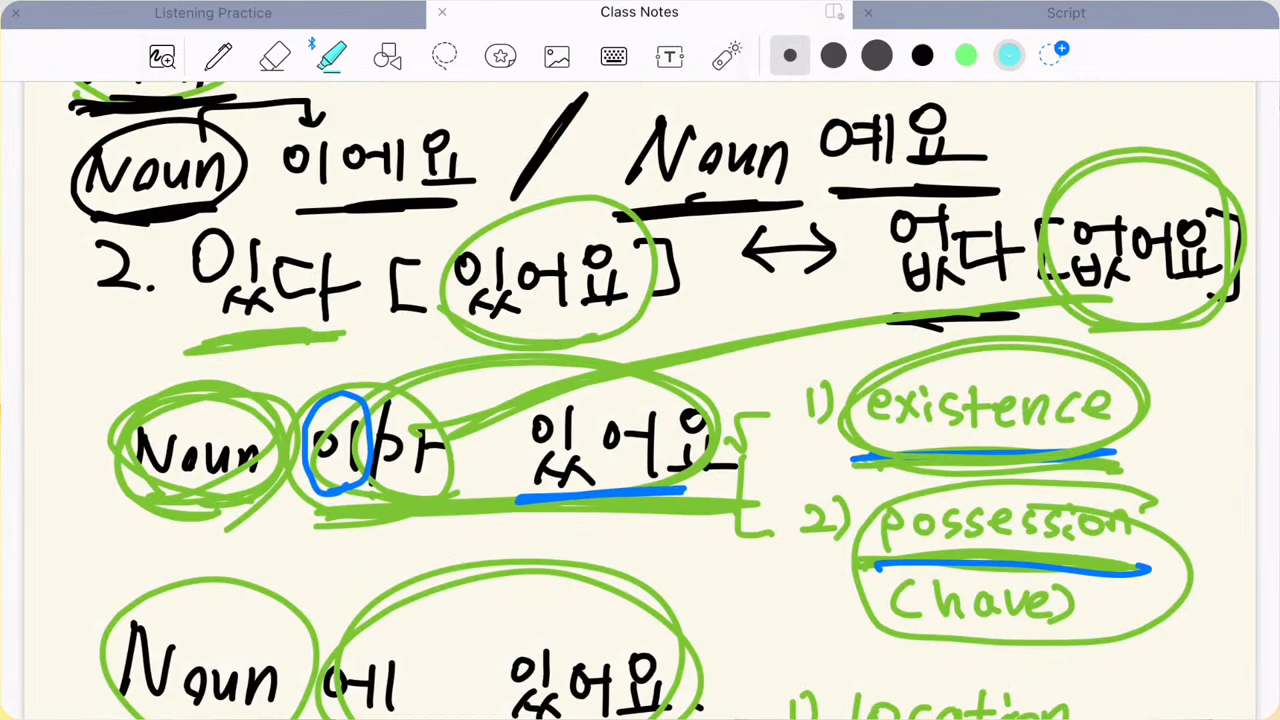 Listening Practice
Class Notes
Script
T
Noun 이에요 / Noun 예요
2. 있다 [있어요] ↔ 없다 [없어요]
Noun 이/가 있어요
1) existence
2) possession
(have)
Noun 에 있어요
1) location